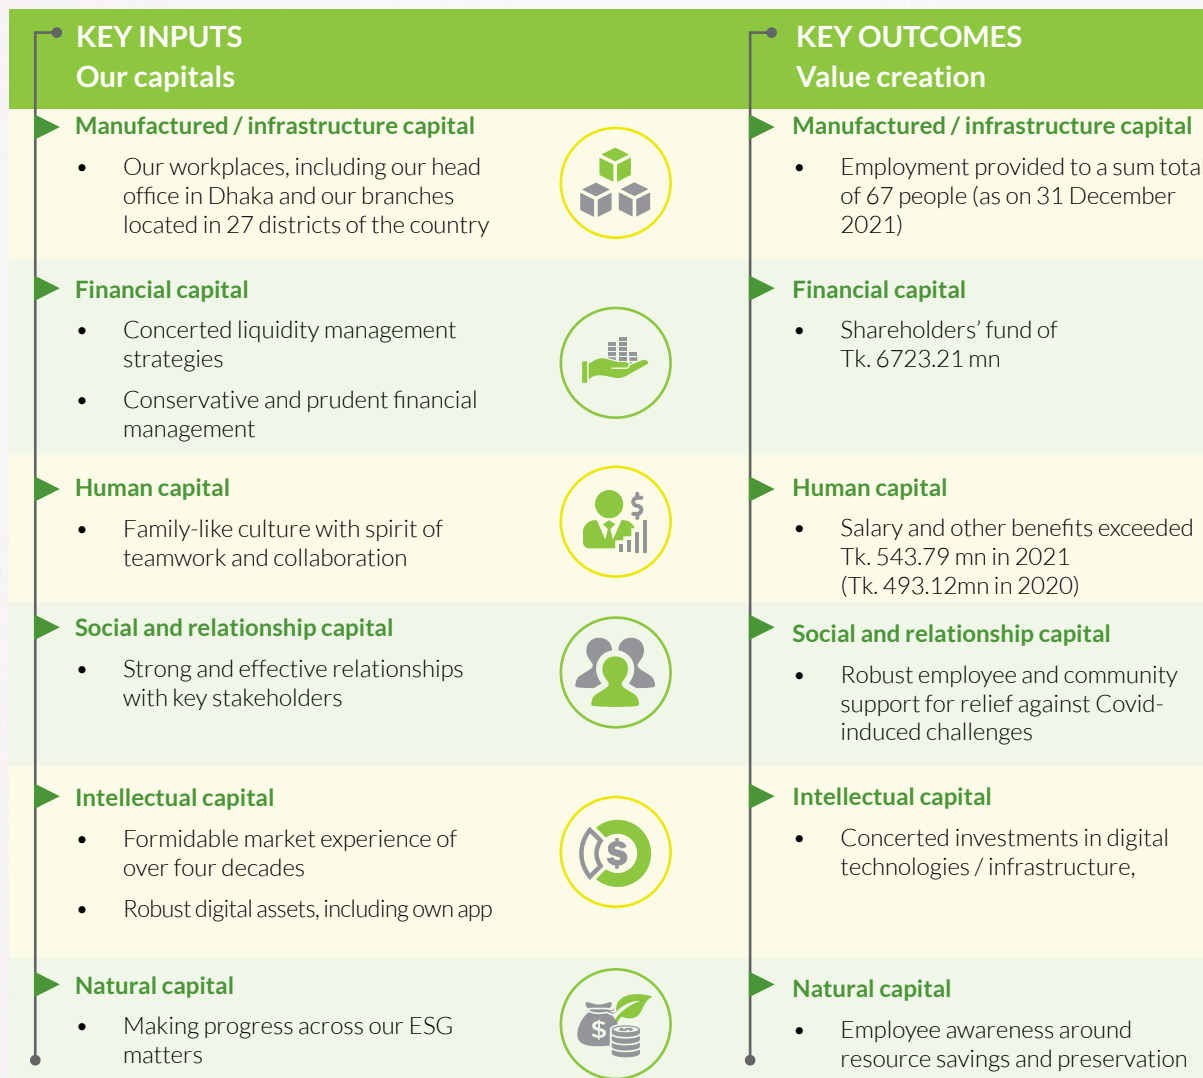 KEY INPUTS
Our capitals
Manufactured / infrastructure capital
• Our workplaces, including our head
office in Dhaka and our branches
located in 27 districts of the country
Financial capital
• Concerted liquidity management
strategies
• Conservative and prudent financial
management
Human capital
• Family-like culture with spirit of
teamwork and collaboration
Social and relationship capital
• Strong and effective relationships
with key stakeholders
Intellectual capital
• Formidable market experience of
over four decades
• Robust digital assets, including own app
Natural capital
• Making progress across our ESG
matters
$
$
$
KEY OUTCOMES
Value creation
Manufactured / infrastructure capital
• Employment provided to a sum total
of 67 people (as on 31 December
2021)
Financial capital
• Shareholders’ fund of
Tk. 6723.21 mn
Human capital
• Salary and other benefits exceeded
Tk. 543.79 mn in 2021
(Tk. 493.12mn in 2020)
Social and relationship capital
• Robust employee and community
support for relief against Covid-
induced challenges
Intellectual capital
• Concerted investments in digital
technologies / infrastructure,
Natural capital
• Employee awareness around
resource savings and preservation